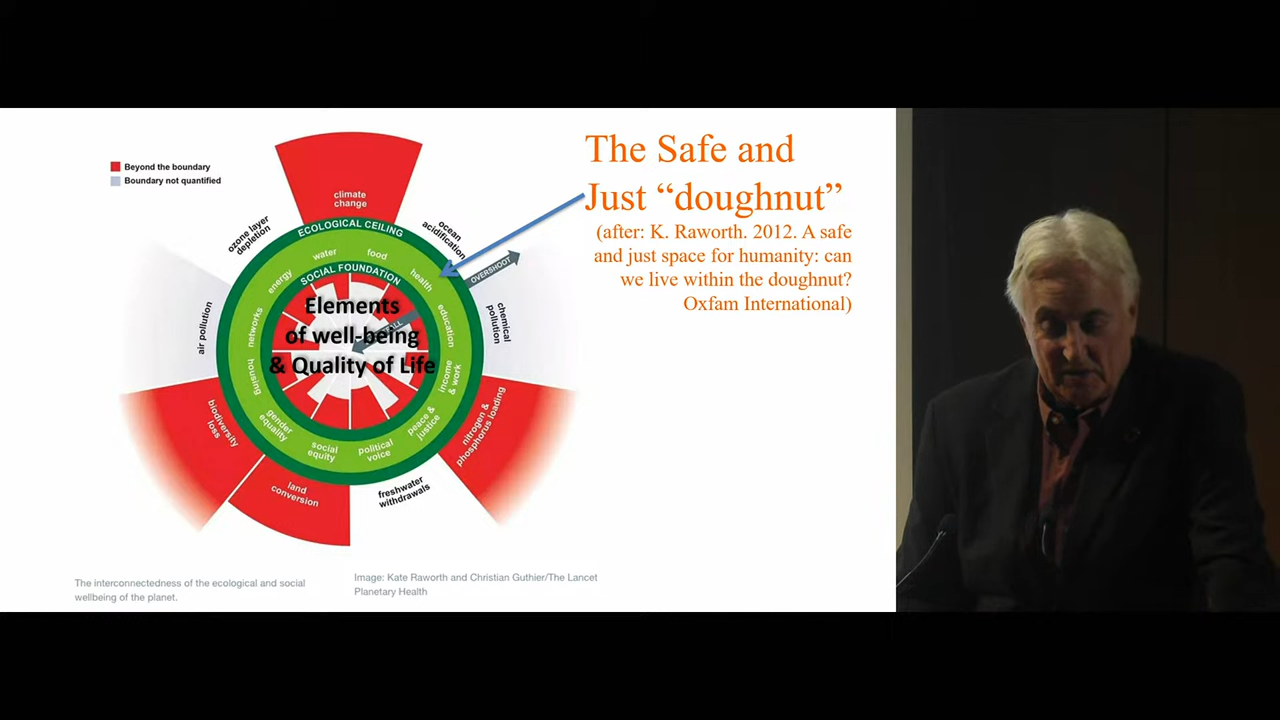 The Safe and
Just “doughnut”
(after: K. Raworth. 2012. A safe
and just space for humanity: can
we live within the doughnut?
Oxfam International)
Beyond the boundary
Boundary not quantified
climate
change
ozone layer
depletion
ocean
acidification
ECOLOGICAL CEILING
water
food
energy
health
SOCIAL FOUNDATION
OVERSHOOT
networks
education
air pollution
chemical
pollution
Elements
of well-being
& Quality of Life
housing
income
& work
gender
equality
peace &
justice
social
equity
political
voice
biodiversity
loss
nitrogen &
phosphorus loading
land
conversion
freshwater
withdrawals
The interconnectedness of the ecological and social
wellbeing of the planet.
Image: Kate Raworth and Christian Guthier/The Lancet
Planetary Health